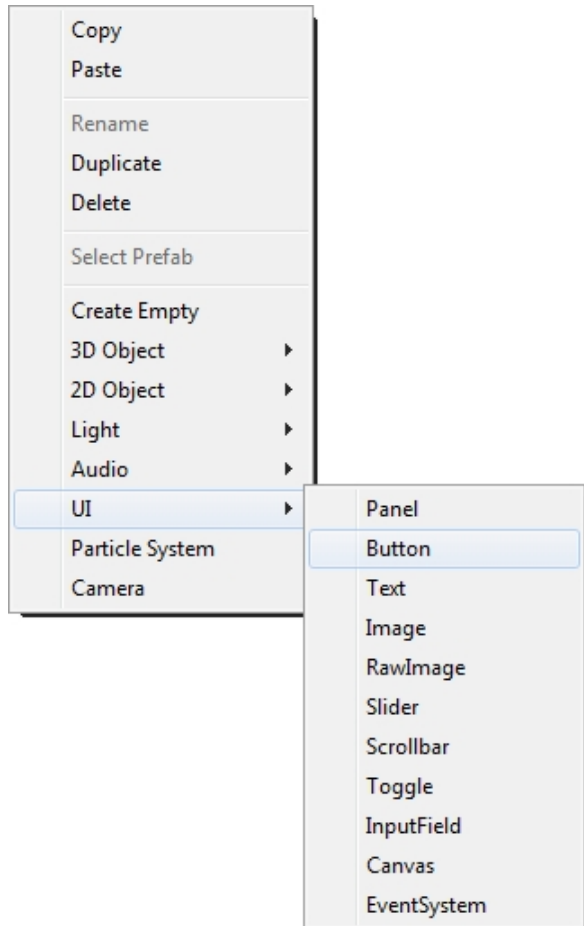 Copy
Paste
Rename
Duplicate
Delete
Select Prefab
Create Empty
3D Object
2D Object
Light
Audio
UI
Particle System
Camera
Panel
Button
Text
Image
RawImage
Slider
Scrollbar
Toggle
InputField
Canvas
EventSystem